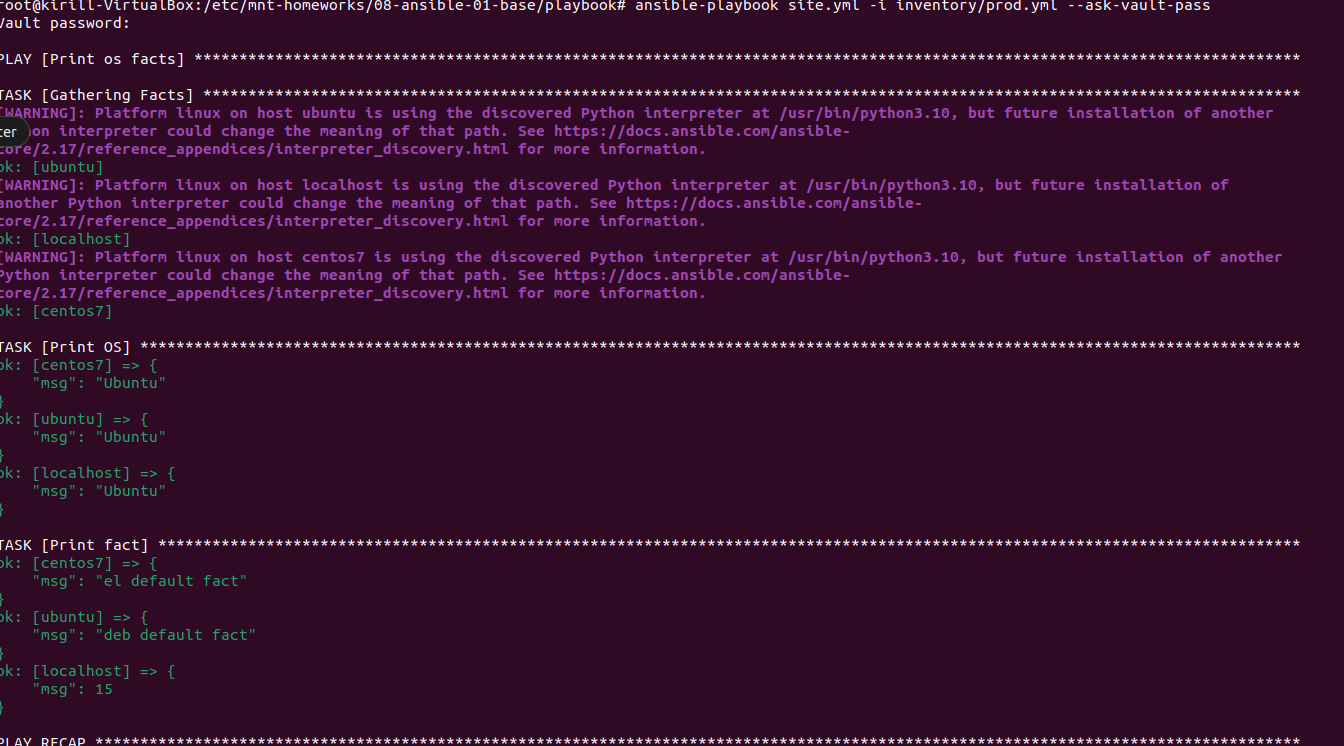 root@kirill-VirtualBox:/etc/mnt-homeworks/08-ansible-01-base/playbook# ansible-playbook site.yml -i inventory/prod.yml --ask-vault-pass
Vault password:
PLAY [Print os facts] ***************************************************************************************************************************
TASK [Gathering Facts] **************************************************************************************************************************
[WARNING]: Platform linux on host ubuntu is using the discovered Python interpreter at /usr/bin/python3.10, but future installation of another
ter on interpreter could change the meaning of that path. See https://docs.ansible.com/ansible-
core/2.17/reference_appendices/interpreter_discovery.html for more information.
ok: [ubuntu]
[WARNING]: Platform linux on host localhost is using the discovered Python interpreter at /usr/bin/python3.10, but future installation of
another Python interpreter could change the meaning of that path. See https://docs.ansible.com/ansible-
core/2.17/reference_appendices/interpreter_discovery.html for more information.
ok: [localhost]
[WARNING]: Platform linux on host centos7 is using the discovered Python interpreter at /usr/bin/python3.10, but future installation of another
Python interpreter could change the meaning of that path. See https://docs.ansible.com/ansible-
core/2.17/reference_appendices/interpreter_discovery.html for more information.
ok: [centos7]
TASK [Print OS] *********************************************************************************************************************************
ok: [centos7] => {
    "msg": "Ubuntu"
}
ok: [ubuntu] => {
    "msg": "Ubuntu"
}
ok: [localhost] => {
    "msg": "Ubuntu"
}
TASK [Print fact] *******************************************************************************************************************************
ok: [centos7] => {
    "msg": "el default fact"
}
ok: [ubuntu] => {
    "msg": "deb default fact"
}
ok: [localhost] => {
    "msg": 15
}
PLAY RECAP **************************************************************************************************************************************